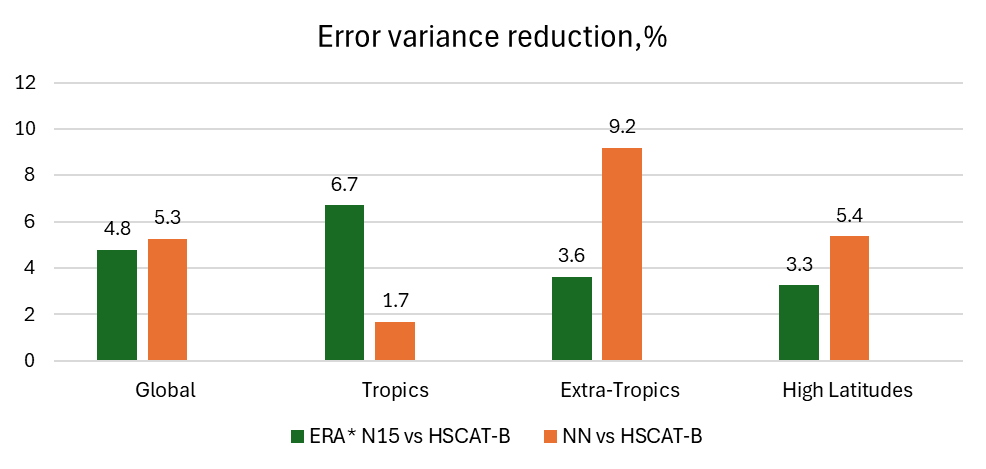 Error variance reduction,%
12
10
8
6
4
2
0
4.8
5.3
6.7
1.7
3.6
9.2
3.3
5.4
Global
Tropics
Extra-Tropics
High Latitudes
ERA* N15 vs HSCAT-B
NN vs HSCAT-B